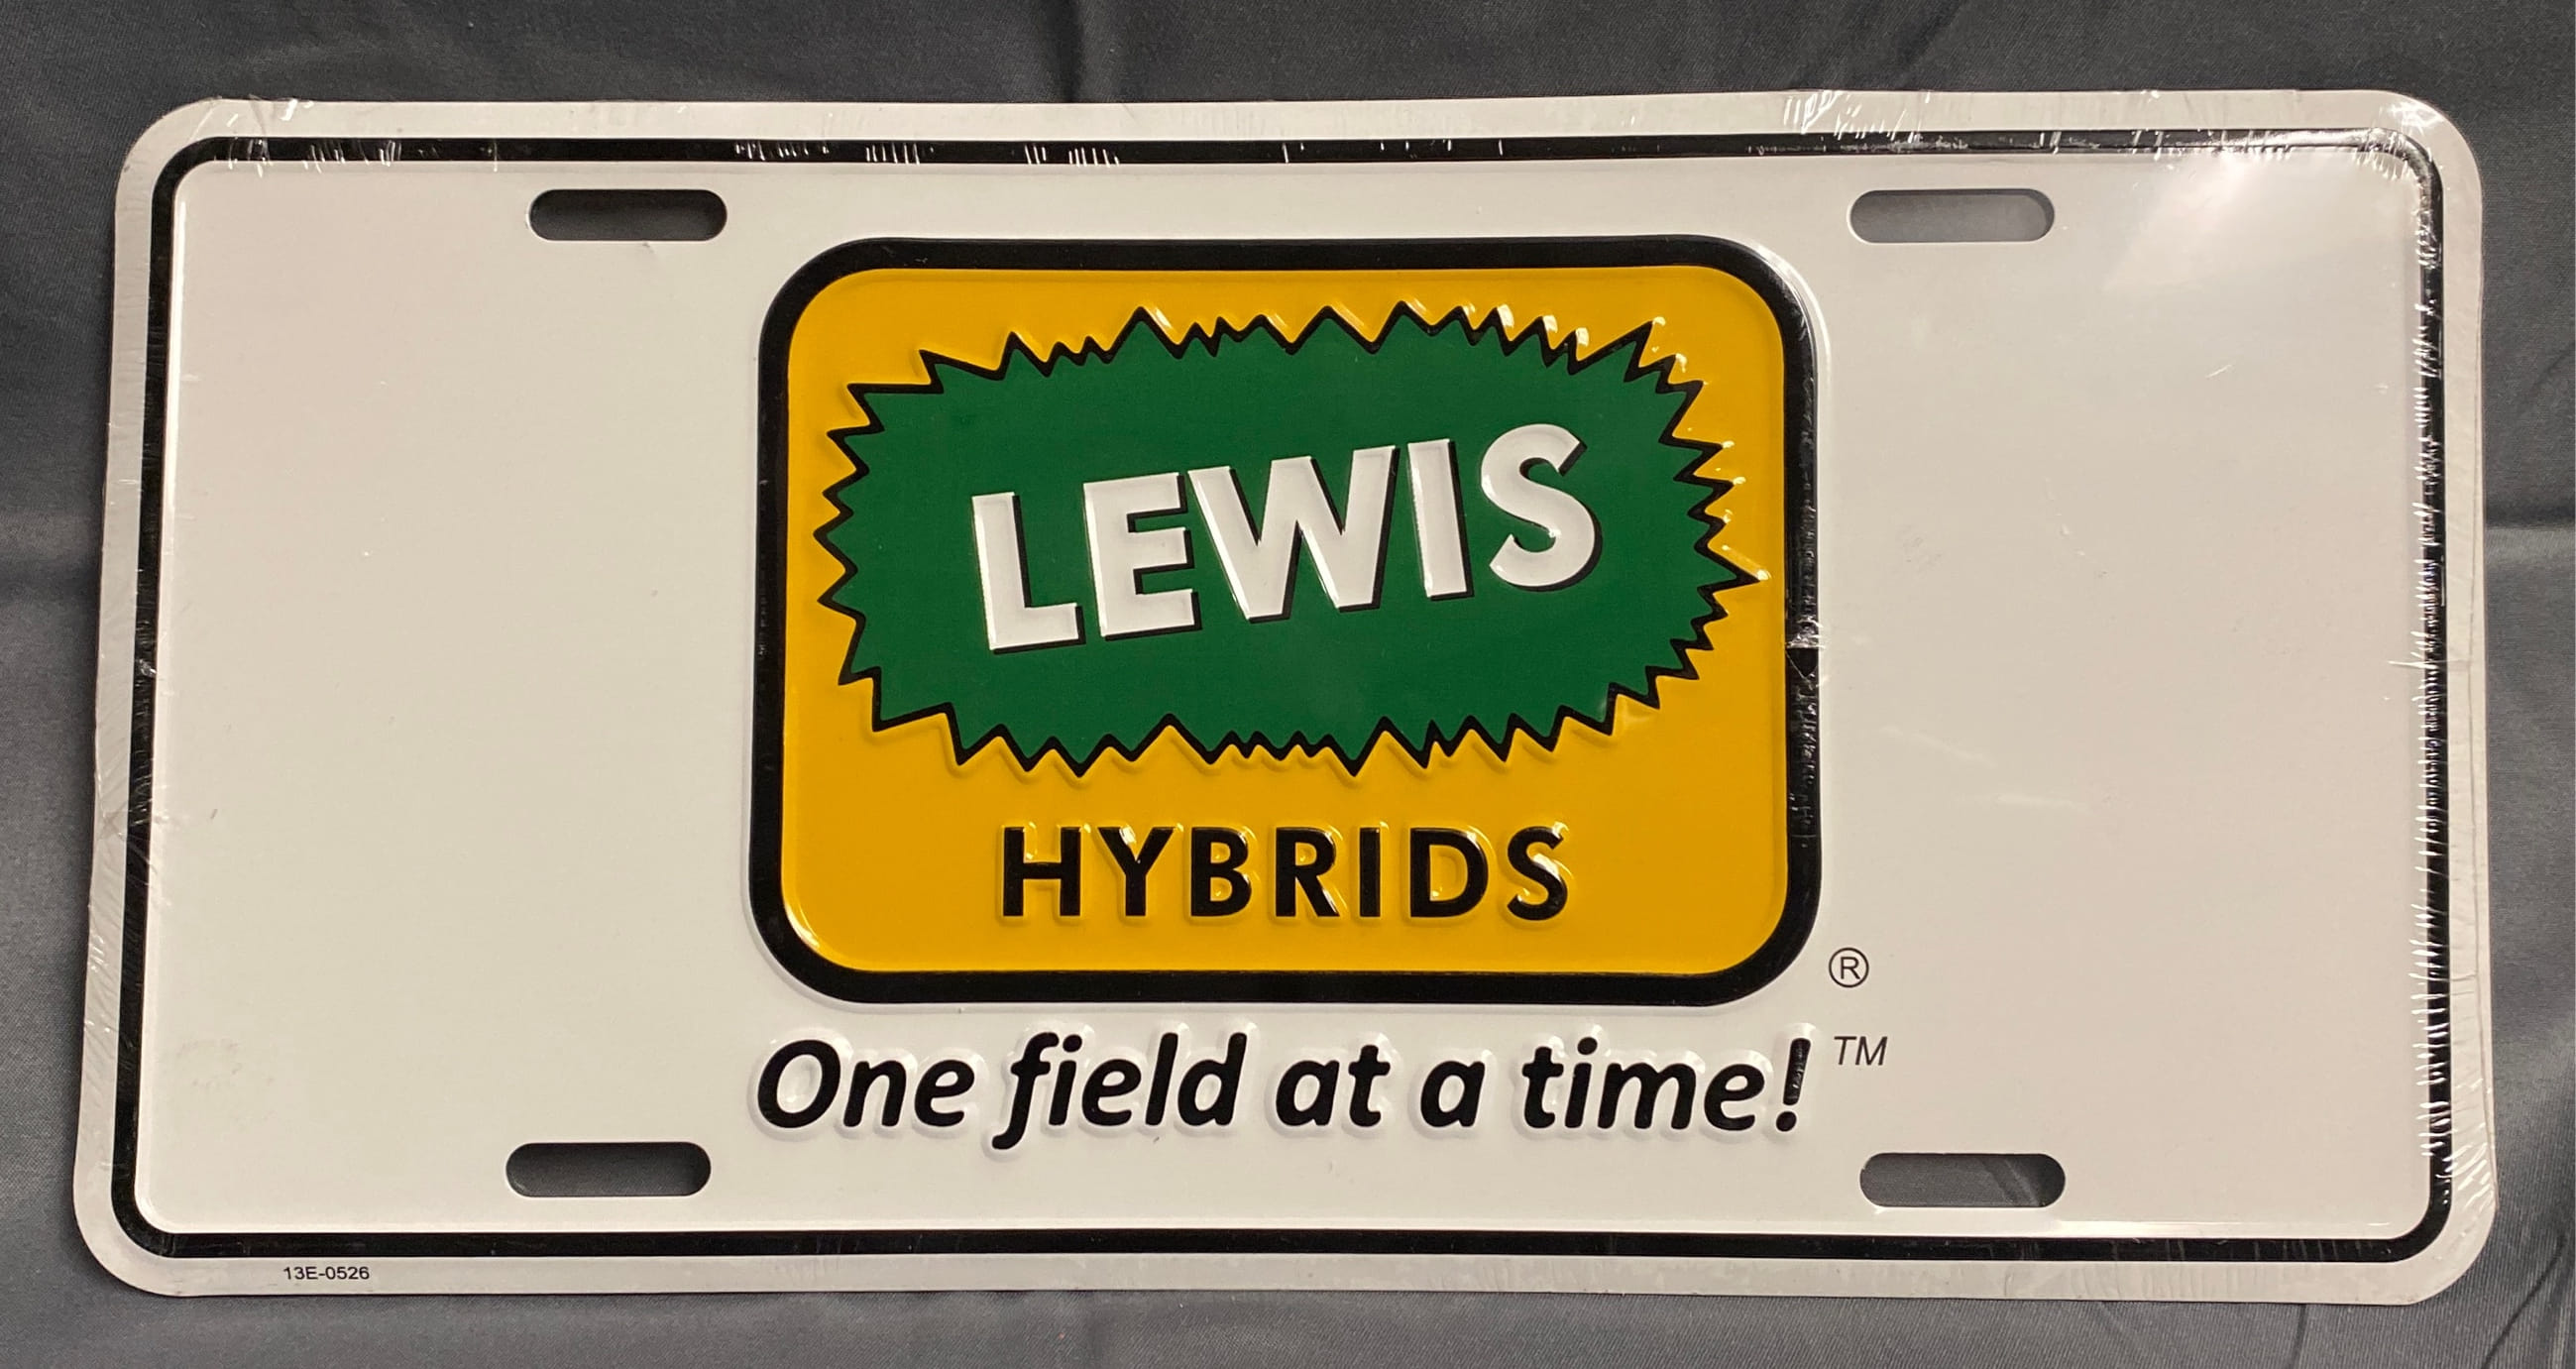 LEWIS
HYBRIDS
®
One field at a time! ™
13E-0526